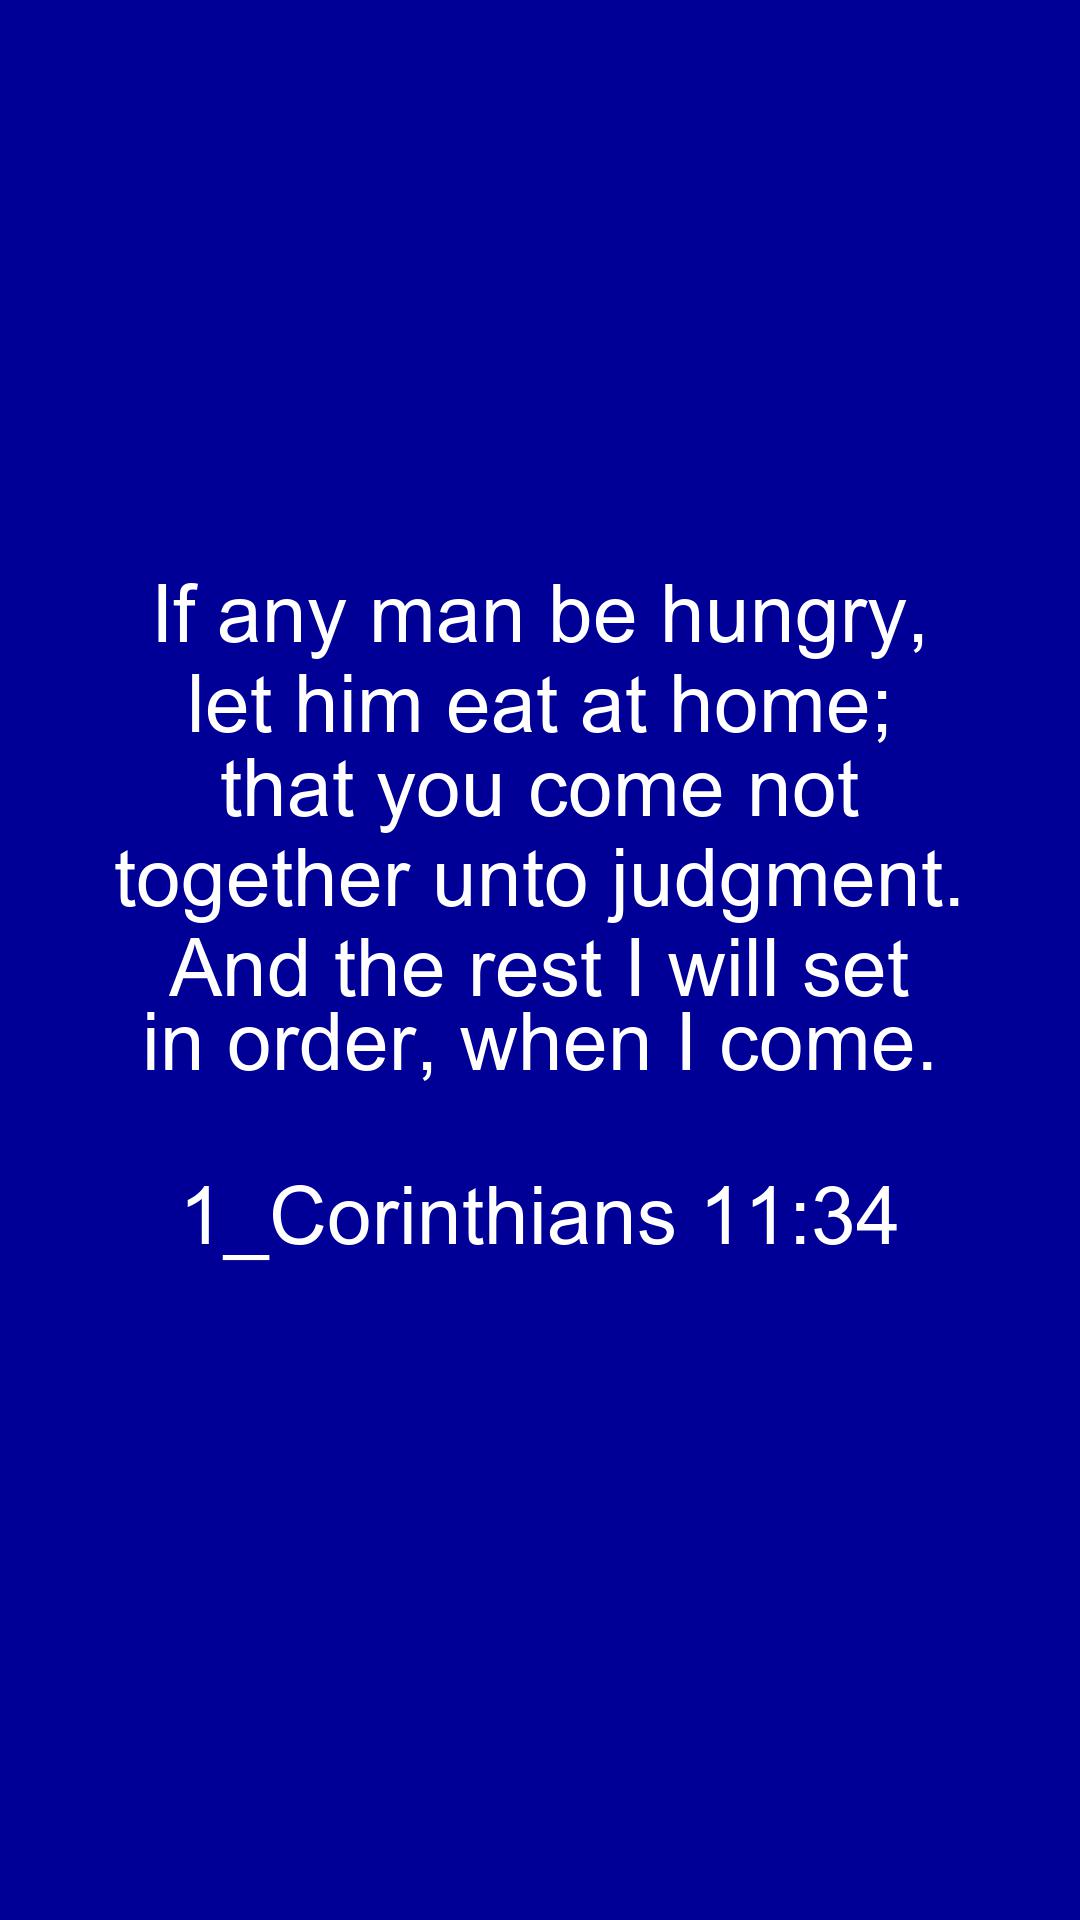 If any man be hungry,
let him eat at home;
that you come not
together unto judgment.
And the rest I will set
in order, when I come.
1_Corinthians 11:34